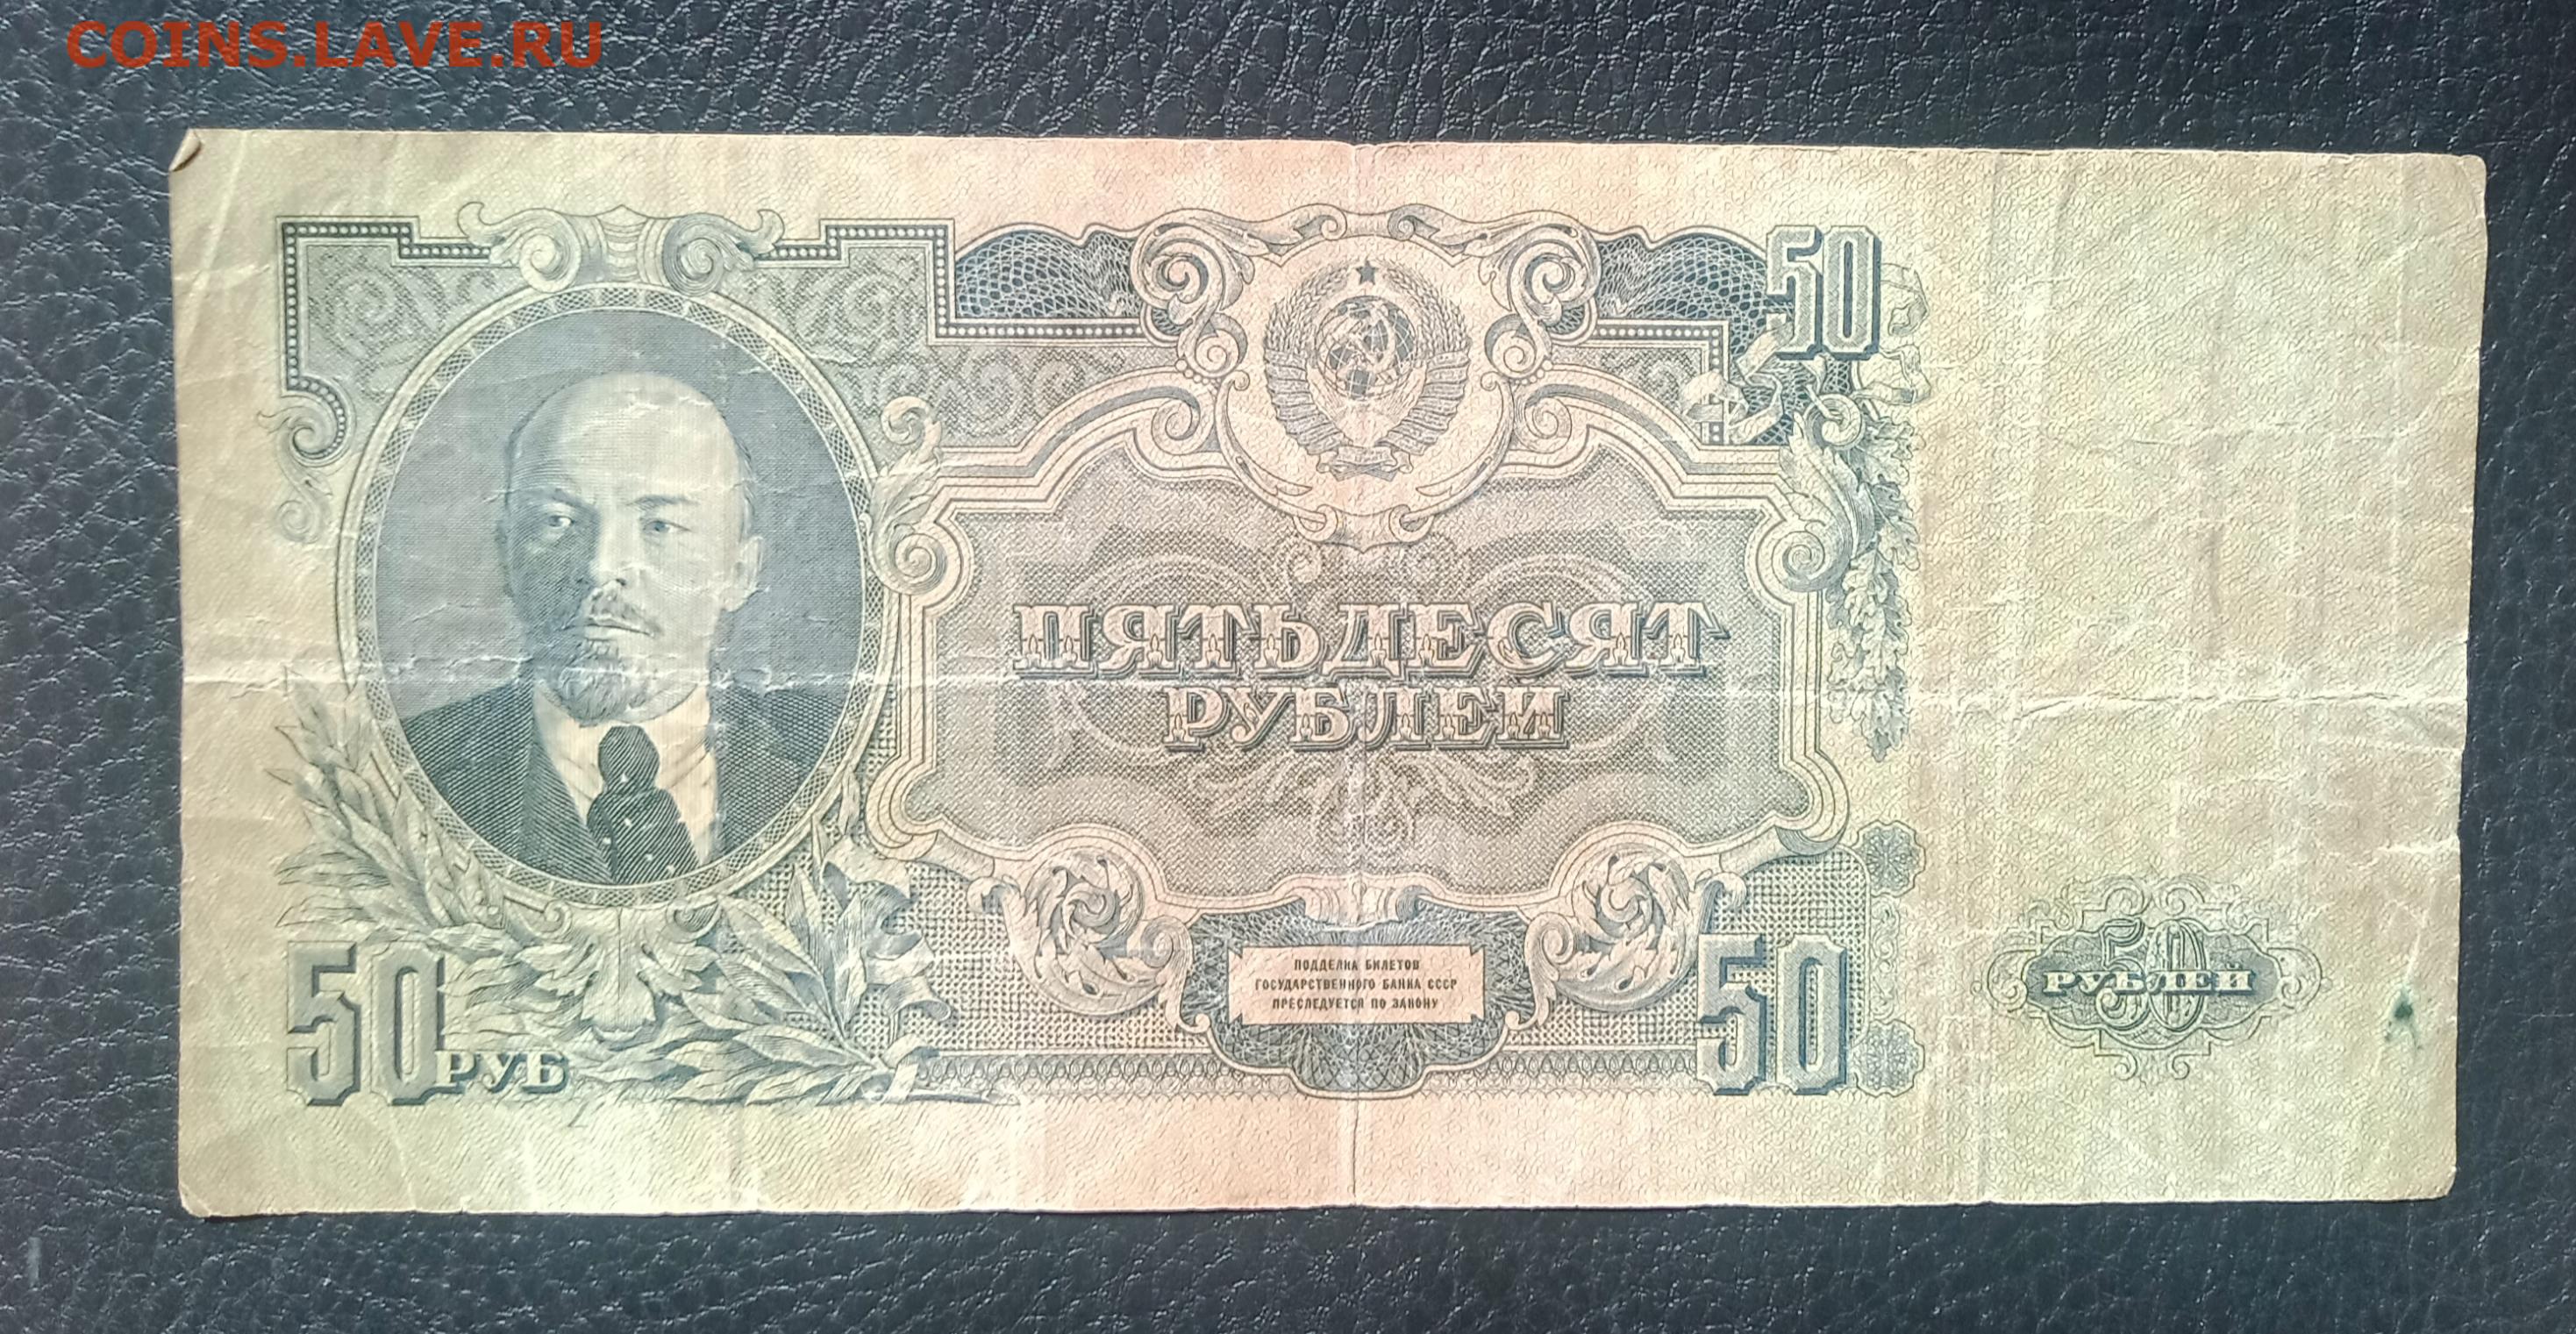 COINS.LAVE.RU
50
ПЯТЬДЕСЯТ
РУБЛЕЙ
ПОДДЕЛКА БИЛЕТОВ
ГОСУДАРСТВЕННОГО БАНКА СССР
ПРЕСЛЕДУЕТСЯ ПО ЗАКОНУ
50 РУБ
50
50
РУБЛЕЙ